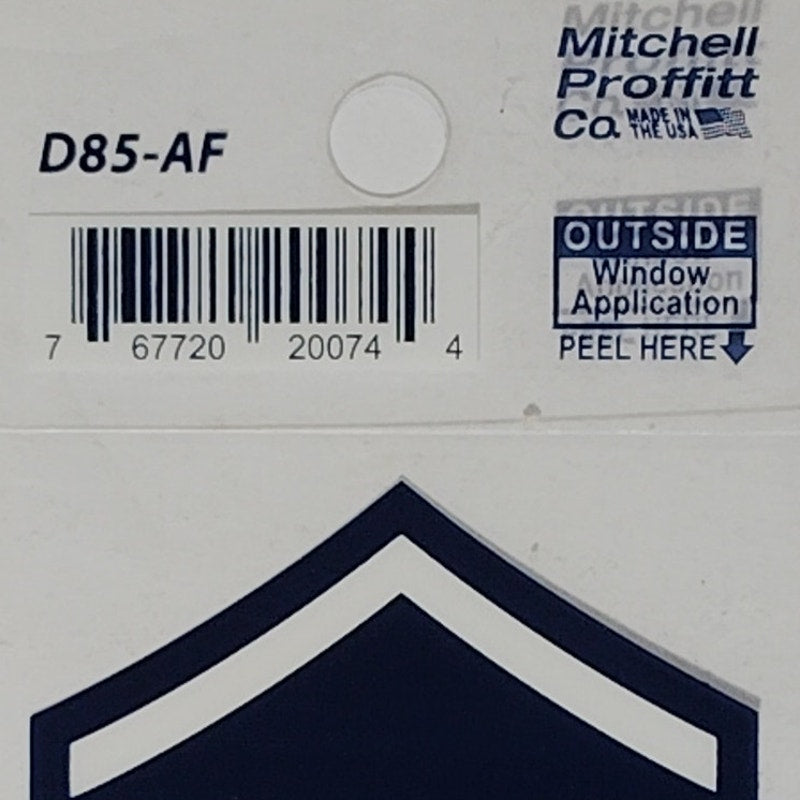 Mitchell
Proffitt
Co. MADE IN
THE USA
D85-AF
OUTSIDE
Window
Application
PEEL HERE
7 67720 20074 4